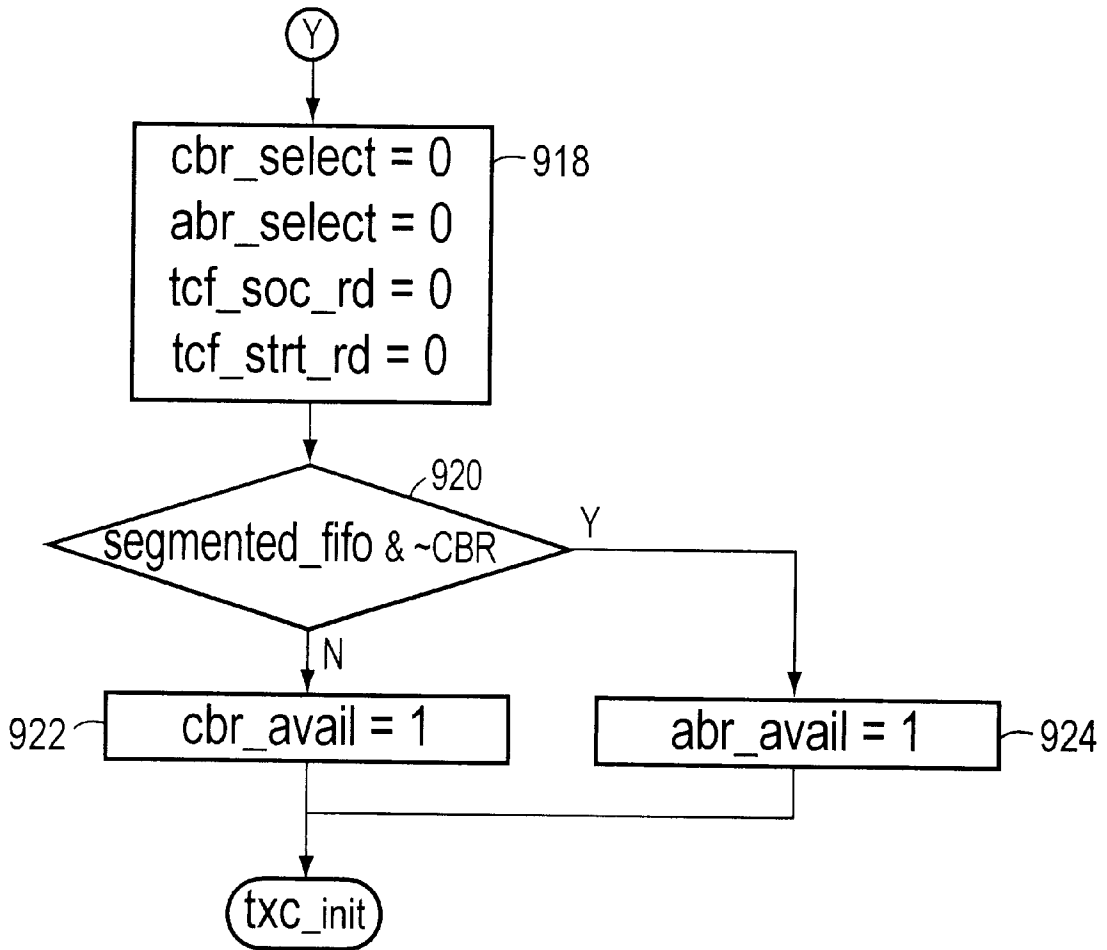 Y
cbr_select = 0
918
abr_select = 0
tcf_soc_rd = 0
tcf_strt_rd = 0
920
segmented_fifo & ~CBR
Y
N
922
cbr_avail = 1
abr_avail = 1
924
txc_init